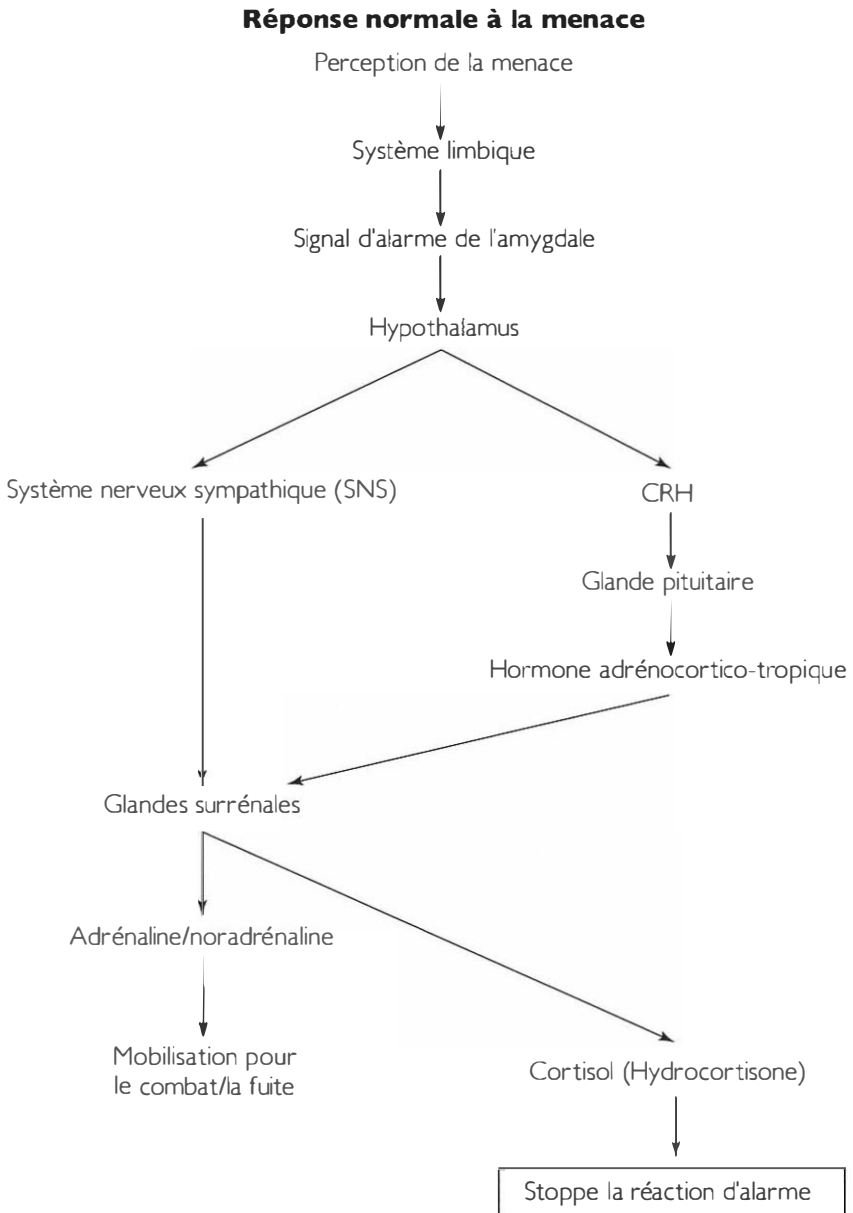 Réponse normale à la menace
Perception de la menace
Système limbique
Signal d'alarme de l'amygdale
Hypothalamus
Système nerveux sympathique (SNS)
CRH
Glande pituitaire
Hormone adrénocortico-tropique
Glandes surrénales
Adrénaline/noradrénaline
Mobilisation pour
le combat/la fuite
Cortisol (Hydrocortisone)
Stoppe la réaction d'alarme